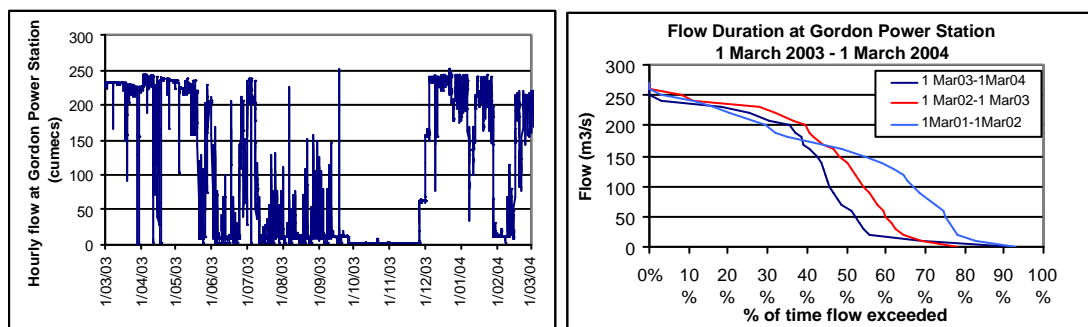 Hourly flow at Gordon Power Station
(cumecs)
300
250
200
150
100
50
0
1/03/03
1/04/03
1/05/03
1/06/03
1/07/03
1/08/03
1/09/03
1/10/03
1/11/03
1/12/03
1/01/04
1/02/04
1/03/04
Flow Duration at Gordon Power Station
1 March 2003 - 1 March 2004
Flow (m3/s)
300
250
200
150
100
50
0
1 Mar03-1Mar04
1 Mar02-1 Mar03
1Mar01-1Mar02
0% 10 20 30 40 50 60 70 80 90 100
% % % % % % % % % %
% of time flow exceeded